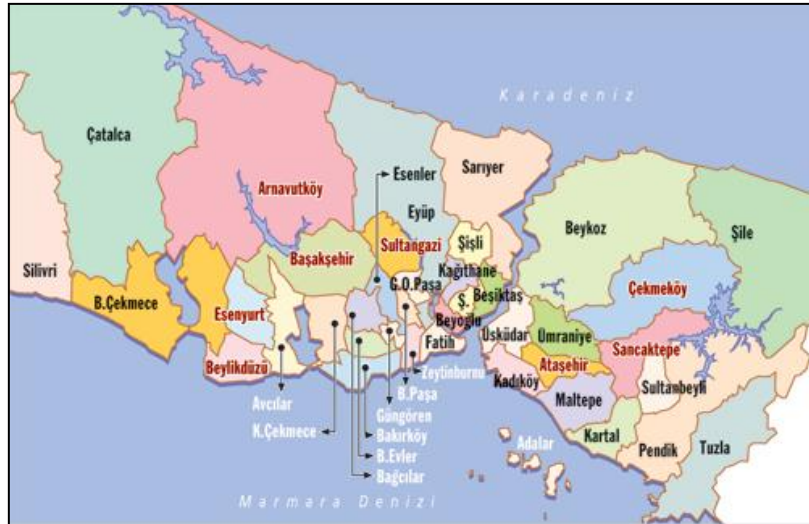 Karadeniz
Çatalca
Arnavutköy
Esenler
Sarıyer
Eyüp
Beykoz
Şile
Silivri
Başakşehir
Sultangazi
Şişli
B.Çekmece
Kağıthane
G.O.Paşa
Çekmeköy
Esenyurt
Ş.
Beşiktaş
Beyoğlu
Üsküdar
Ümraniye
Fatih
Sancaktepe
Beylikdüzü
Zeytinburnu
Ataşehir
Kadıköy
Sultanbeyli
B.Paşa
Maltepe
Avcılar
Güngören
K.Çekmece
Bakırköy
Kartal
Adalar
Pendik
Tuzla
B.Evler
Bağcılar
Marmara Denizi